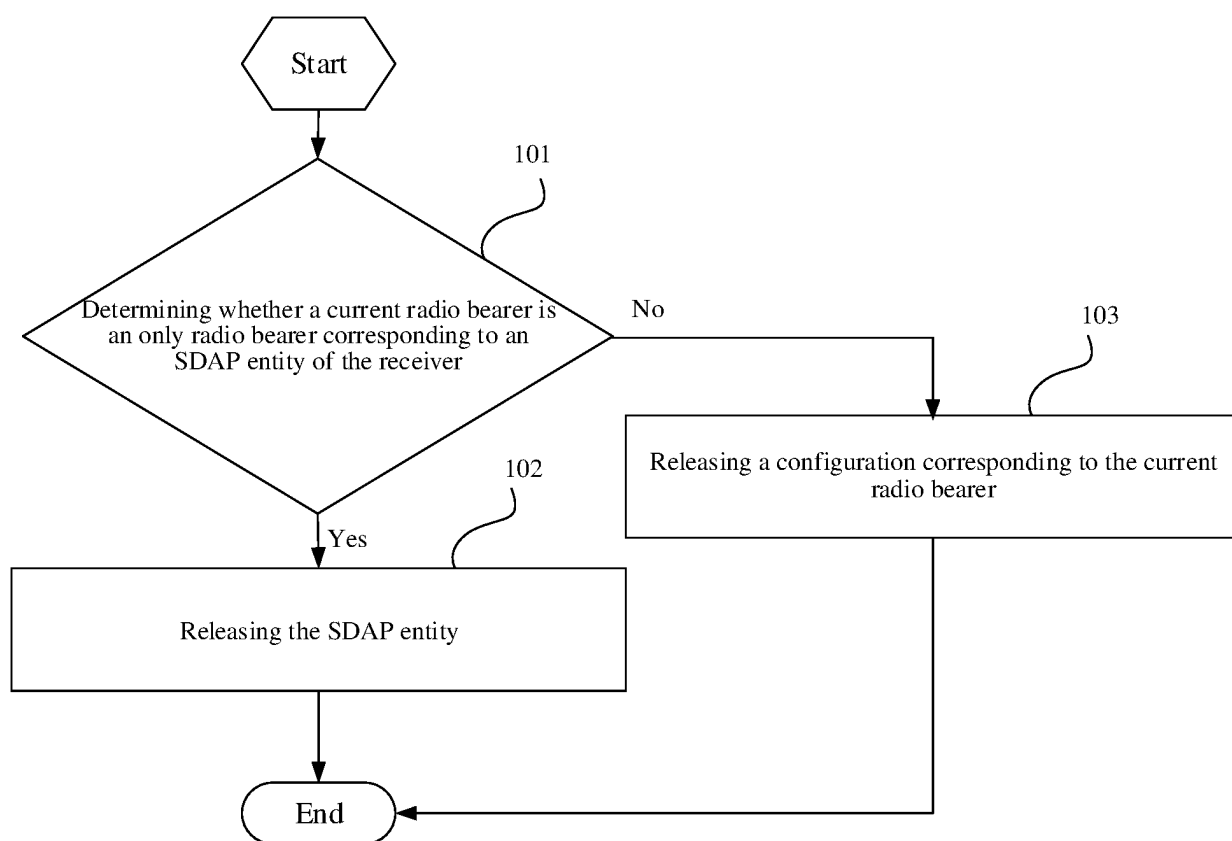 Start
101
Determining whether a current radio bearer is
an only radio bearer corresponding to an
SDAP entity of the receiver
No
103
Releasing a configuration corresponding to the current
radio bearer
102
Yes
Releasing the SDAP entity
End